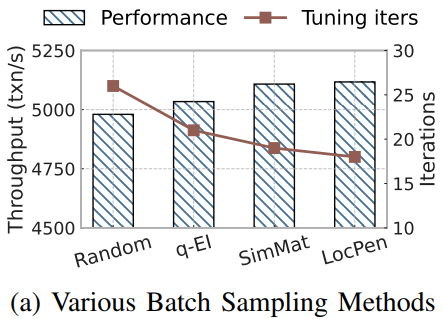 Performance Tuning iters
Throughput (txn/s)
5250
5000
4750
4500
30
25
20
15
10
Iterations
Random q-EI SimMat LocPen
(a) Various Batch Sampling Methods